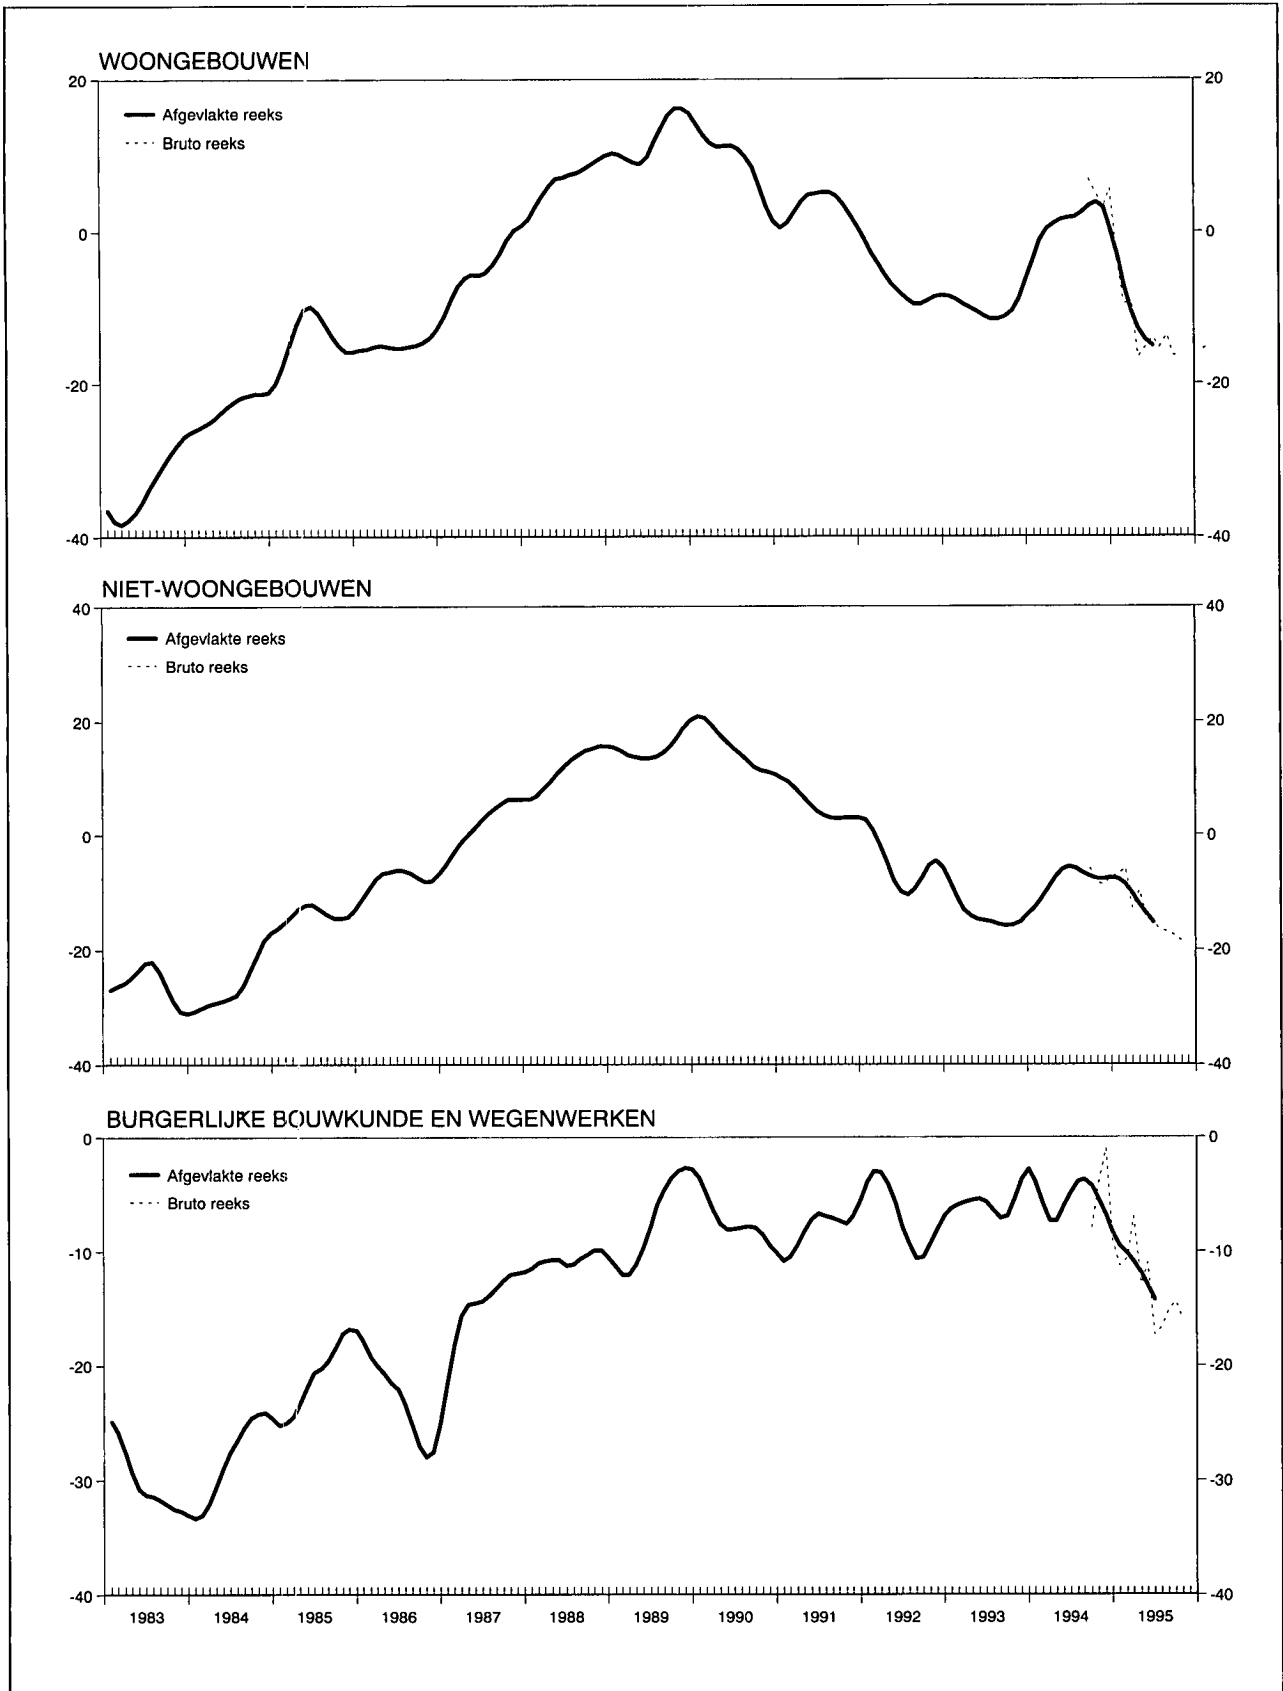 WOONGEBOUWEN
20 20
Afgevlakte reeks
Bruto reeks
0 0
-20 -20
-40 -40
NIET-WOONGEBOUWEN
40 40
Afgevlakte reeks
Bruto reeks
20 20
0 0
-20 -20
-40 -40
BURGERLIJKE BOUWKUNDE EN WEGENWERKEN
0 0
Afgevlakte reeks
Bruto reeks
-10 -10
-20 -20
-30 -30
-40 -40
1983 1984 1985 1986 1987 1988 1989 1990 1991 1992 1993 1994 1995